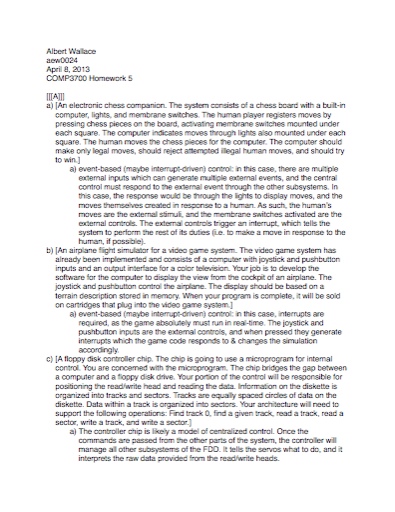 Albert Wallace
aew0024
April 8, 2013
COMP3700 Homework 5
[[[A]]]
a) [An electronic chess companion. The system consists of a chess board with a built-in
computer, lights, and membrane switches. The human player registers moves by
pressing chess pieces on the board, activating membrane switches mounted under
each square. The computer indicates moves through lights also mounted under each
square. The human moves the chess pieces for the computer. The computer should
make only legal moves, should reject attempted illegal human moves, and should try
to win.]
a) event-based (maybe interrupt-driven) control: in this case, there are multiple
external inputs which can generate multiple external events, and the central
control must respond to the external event through the other subsystems. In
this case, the response would be through the lights to display moves, and the
moves themselves created in response to a human. As such, the human's
moves are the external stimuli, and the membrane switches activated are the
external controls. The external controls trigger an interrupt, which tells the
system to perform the rest of its duties (i.e. to make a move in response to the
human, if possible).
b) [An airplane flight simulator for a video game system. The video game system has
already been implemented and consists of a computer with joystick and pushbutton
inputs and an output interface for a color television. Your job is to develop the
software for the computer to display the view from the cockpit of an airplane. The
joystick and pushbutton control the airplane. The display should be based on a
terrain description stored in memory. When your program is complete, it will be sold
on cartridges that plug into the video game system.]
a) event-based (maybe interrupt-driven) control: in this case, interrupts are
required, as the game absolutely must run in real-time. The joystick and
pushbutton inputs are the external controls, and when pressed they generate
interrupts which the game code responds to & changes the simulation
accordingly.
c) [A floppy disk controller chip. The chip is going to use a microprogram for internal
control. You are concerned with the microprogram. The chip bridges the gap between
a computer and a floppy disk drive. Your portion of the control will be responsible for
positioning the read/write head and reading the data. Information on the diskette is
organized into tracks and sectors. Tracks are equally spaced circles of data on the
diskette. Data within a track is organized into sectors. Your architecture will need to
support the following operations: Find track 0, find a given track, read a track, read a
sector, write a track, and write a sector.]
a) The controller chip is likely a model of centralized control. Once the
commands are passed from the other parts of the system, the controller will
manage all other subsystems of the FDD. It tells the servos what to do, and it
interprets the raw data provided from the read/write heads.